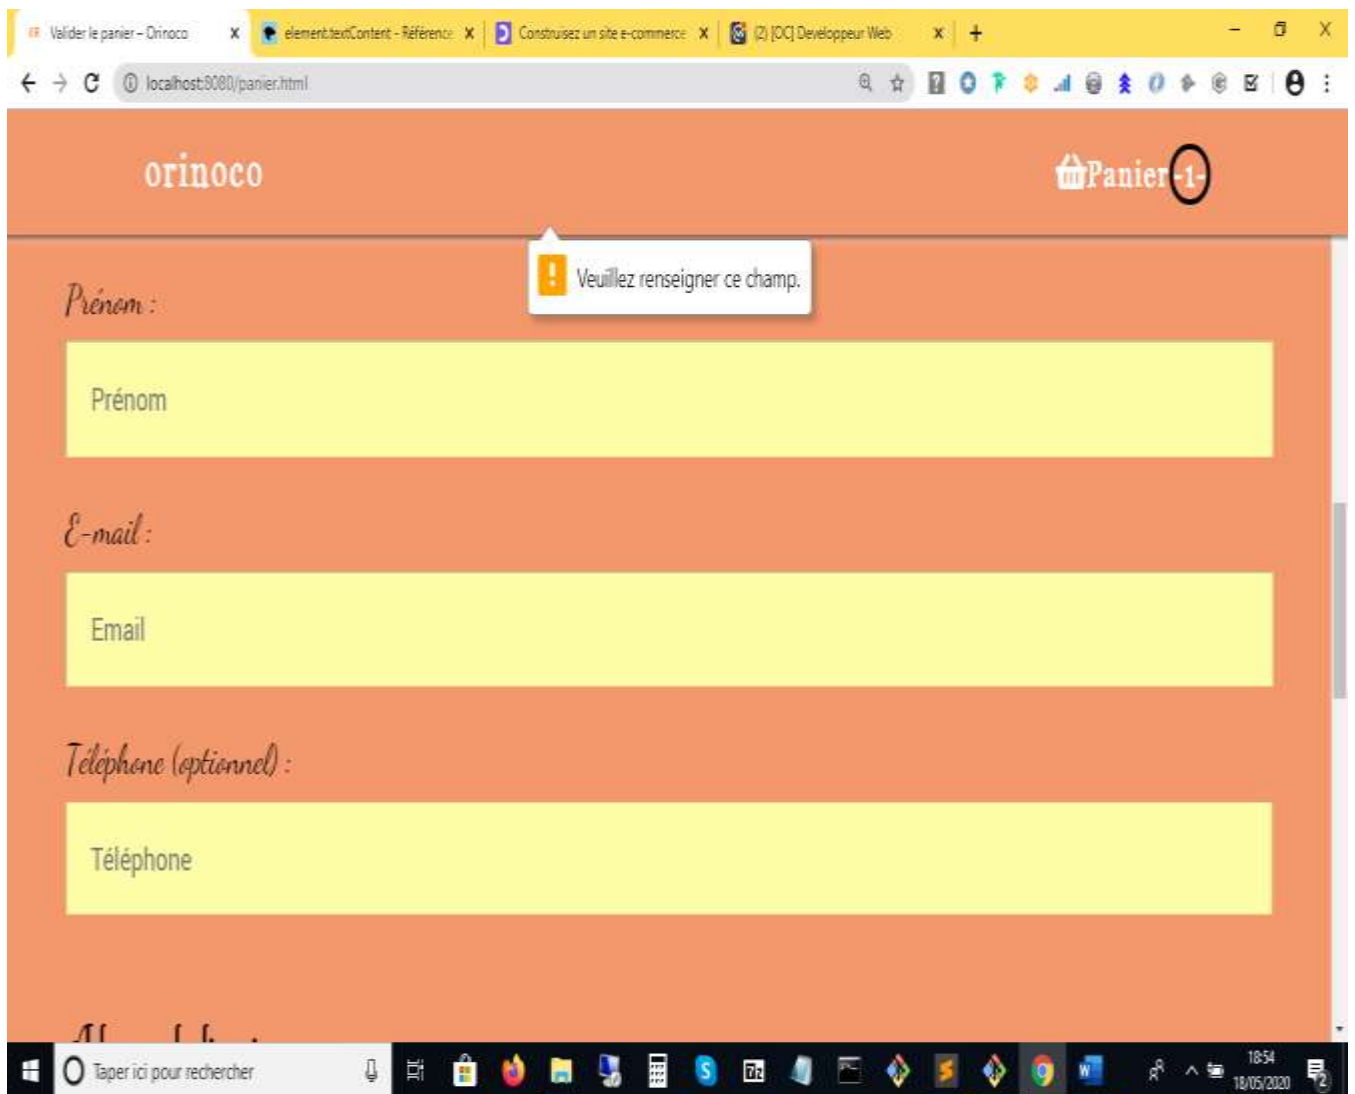 Valider le panier – Orinoco
element.textContent - Référence
Construisez un site e-commerce
(2) [OC] Developpeur Web
localhost:8080/panier.html
orinoco
Panier -1-
Veuillez renseigner ce champ.
Prénom :
Prénom
E-mail :
Email
Téléphone (optionnel) :
Téléphone
Taper ici pour rechercher
18:54
18/05/2020
2